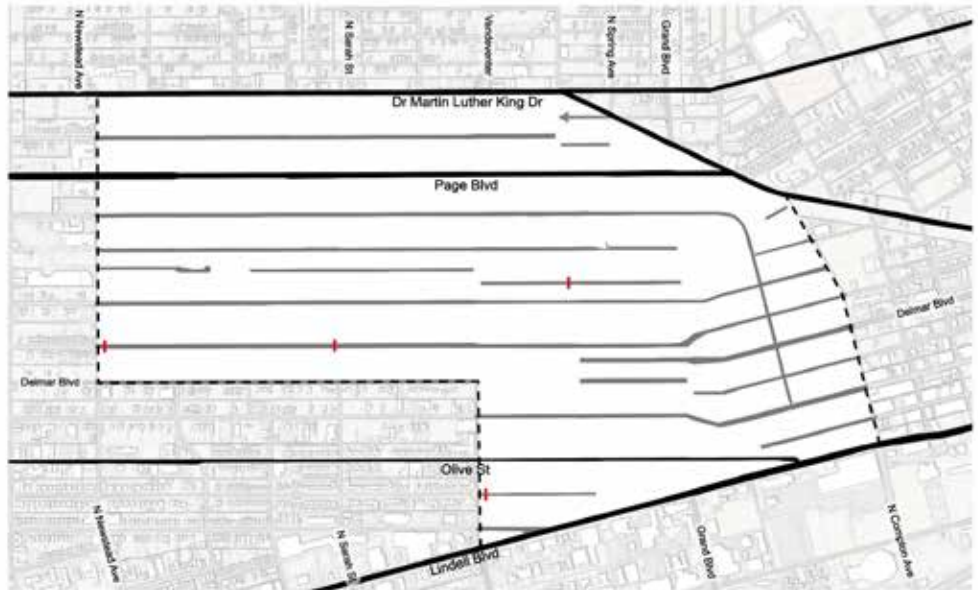 N Newstead Ave
N Sarah St
Vandeventer
N Spring Ave
Grand Blvd
Dr Martin Luther King Dr
Page Blvd
Delmar Blvd
Delmar Blvd
Olive St
N Newstead Ave
N Sarah St
Lindell Blvd
Grand Blvd
N Compton Ave